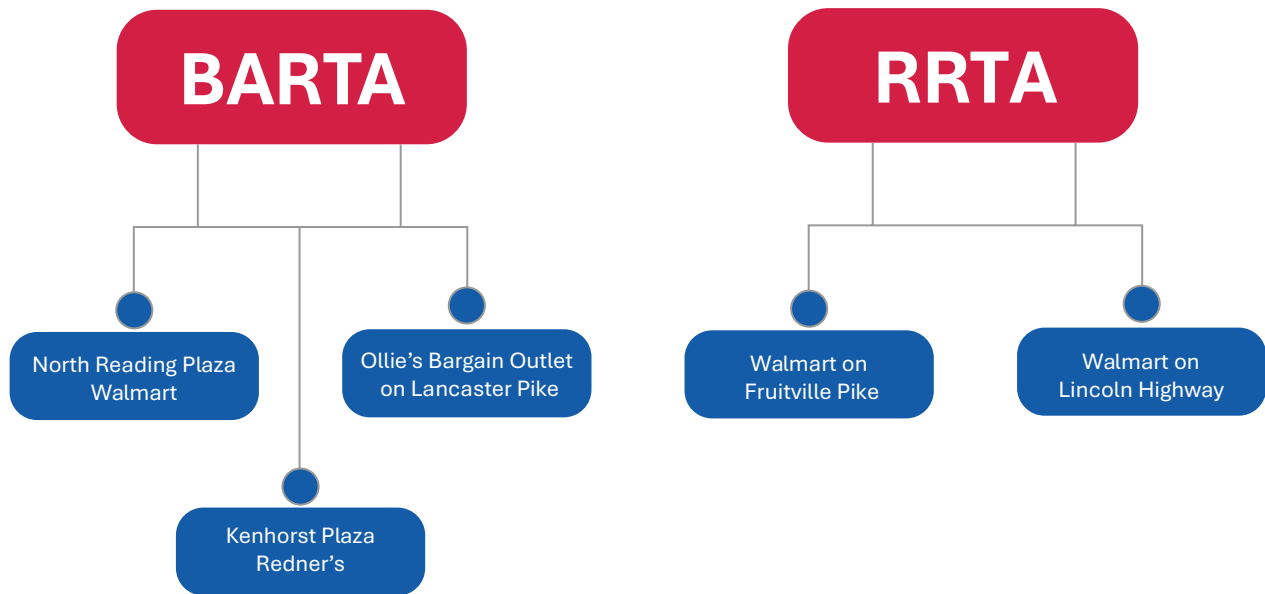 BARTA
RRTA
North Reading Plaza
Walmart
Ollie’s Bargain Outlet
on Lancaster Pike
Walmart on
Fruitville Pike
Walmart on
Lincoln Highway
Kenhorst Plaza
Redner’s